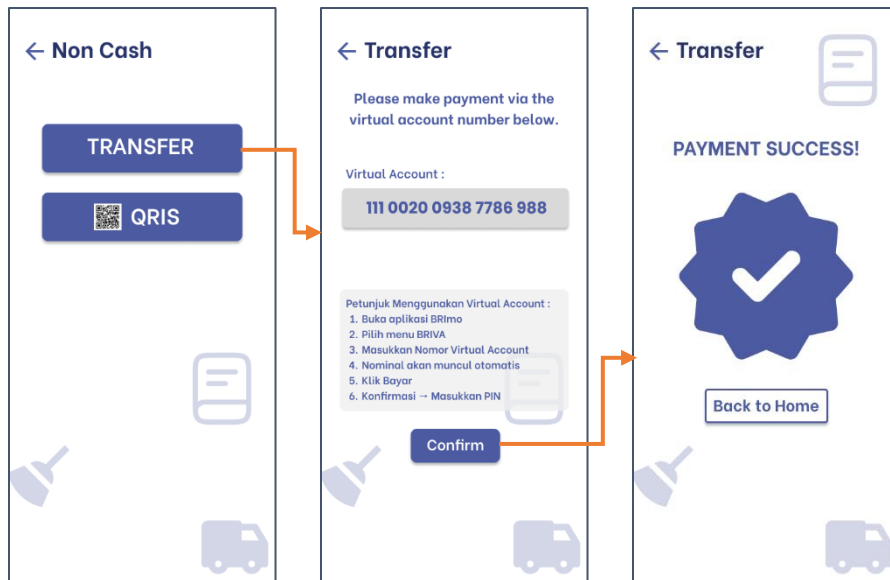 ← Non Cash
TRANSFER
QRIS
← Transfer
Please make payment via the
virtual account number below.
Virtual Account :
111 0020 0938 7786 988
Petunjuk Menggunakan Virtual Account :
1. Buka aplikasi BRImo
2. Pilih menu BRIVA
3. Masukkan Nomor Virtual Account
4. Nominal akan muncul otomatis
5. Klik Bayar
6. Konfirmasi → Masukkan PIN
Confirm
← Transfer
PAYMENT SUCCESS!
Back to Home